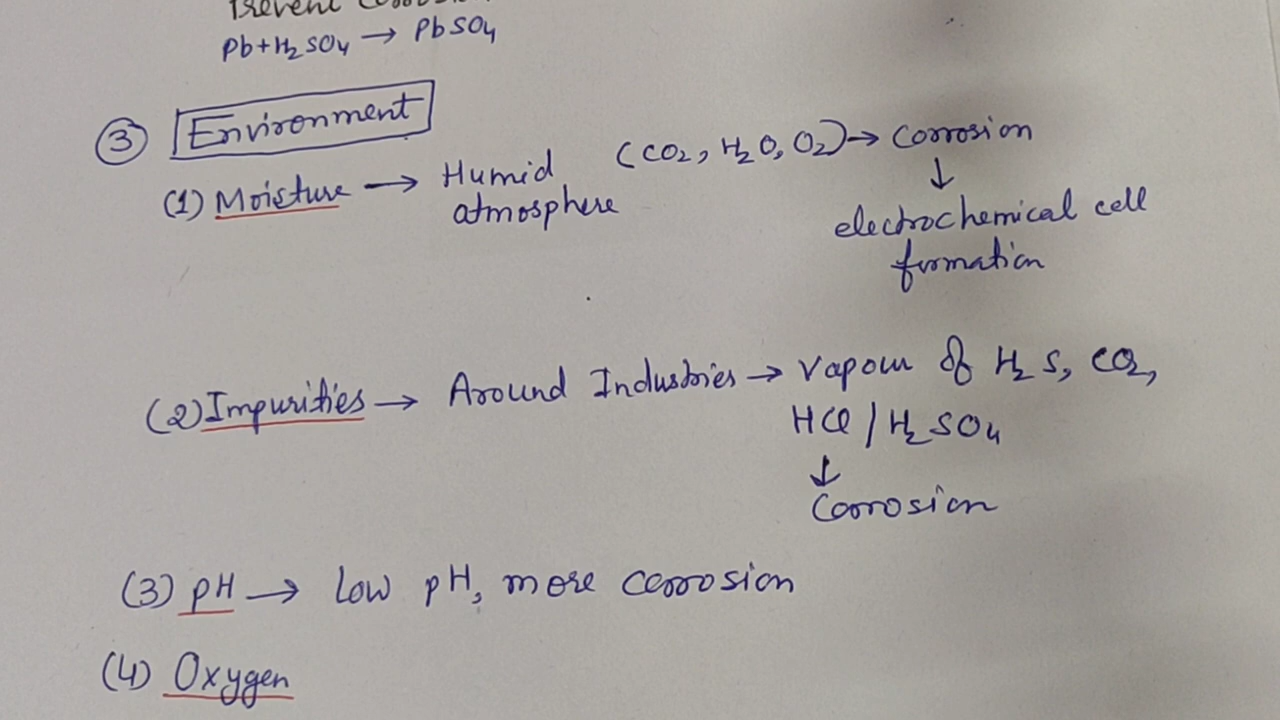 Prevent
Pb+H₂SO₄ → PbSO₄
③ Environment
(1) Moisture → Humid atmosphere (CO₂, H₂O, O₂) → Corrosion
↓
electrochemical cell
formation
(2) Impurities → Around Industries → Vapour of H₂S, CO₂,
HCl / H₂SO₄
↓
Corrosion
(3) pH → low pH, more corrosion
(4) Oxygen